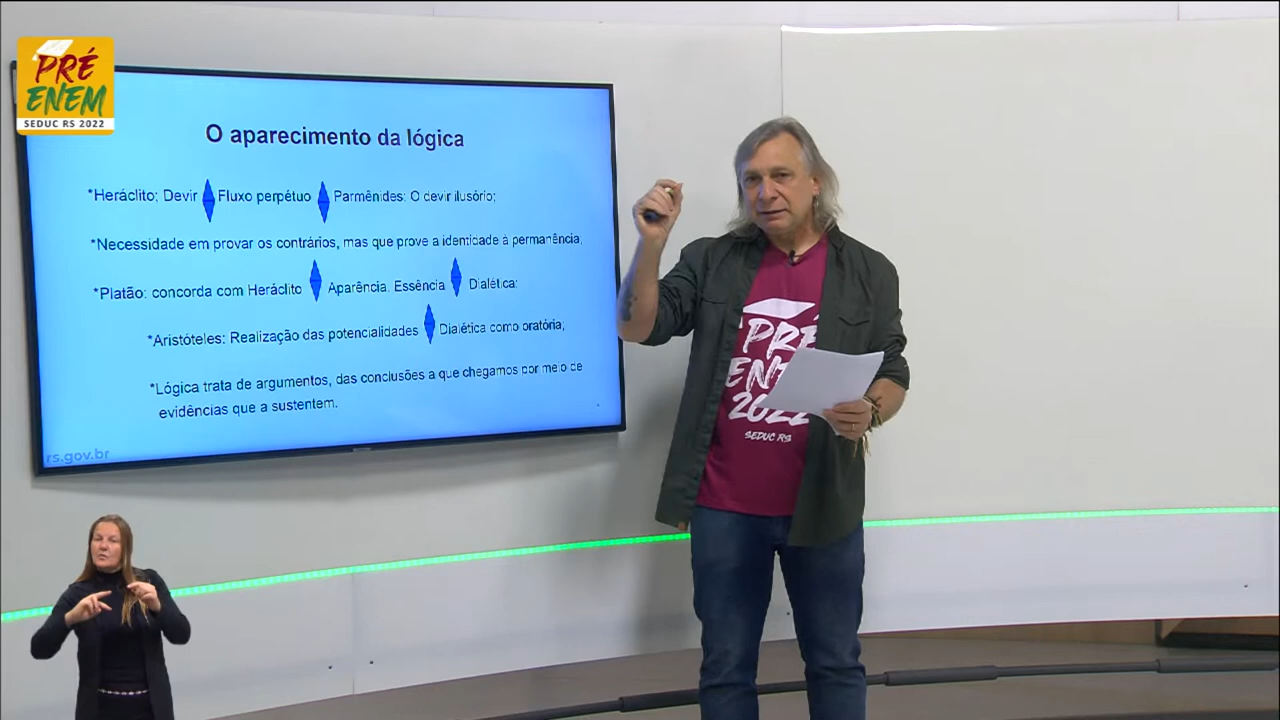 PRÉ
ENEM
SEDUC RS 2022
O aparecimento da lógica
*Heráclito: Devir Fluxo perpétuo Parmênides: O devir ilusório;
*Necessidade em provar os contrários, mas que prove a identidade à permanência;
*Platão: concorda com Heráclito Aparência. Essência Dialética:
*Aristóteles: Realização das potencialidades Dialética como oratória;
*Lógica trata de argumentos, das conclusões a que chegamos por meio de
evidências que a sustentem.
rs.gov.br
PRÉ
2022
SEDUC RS